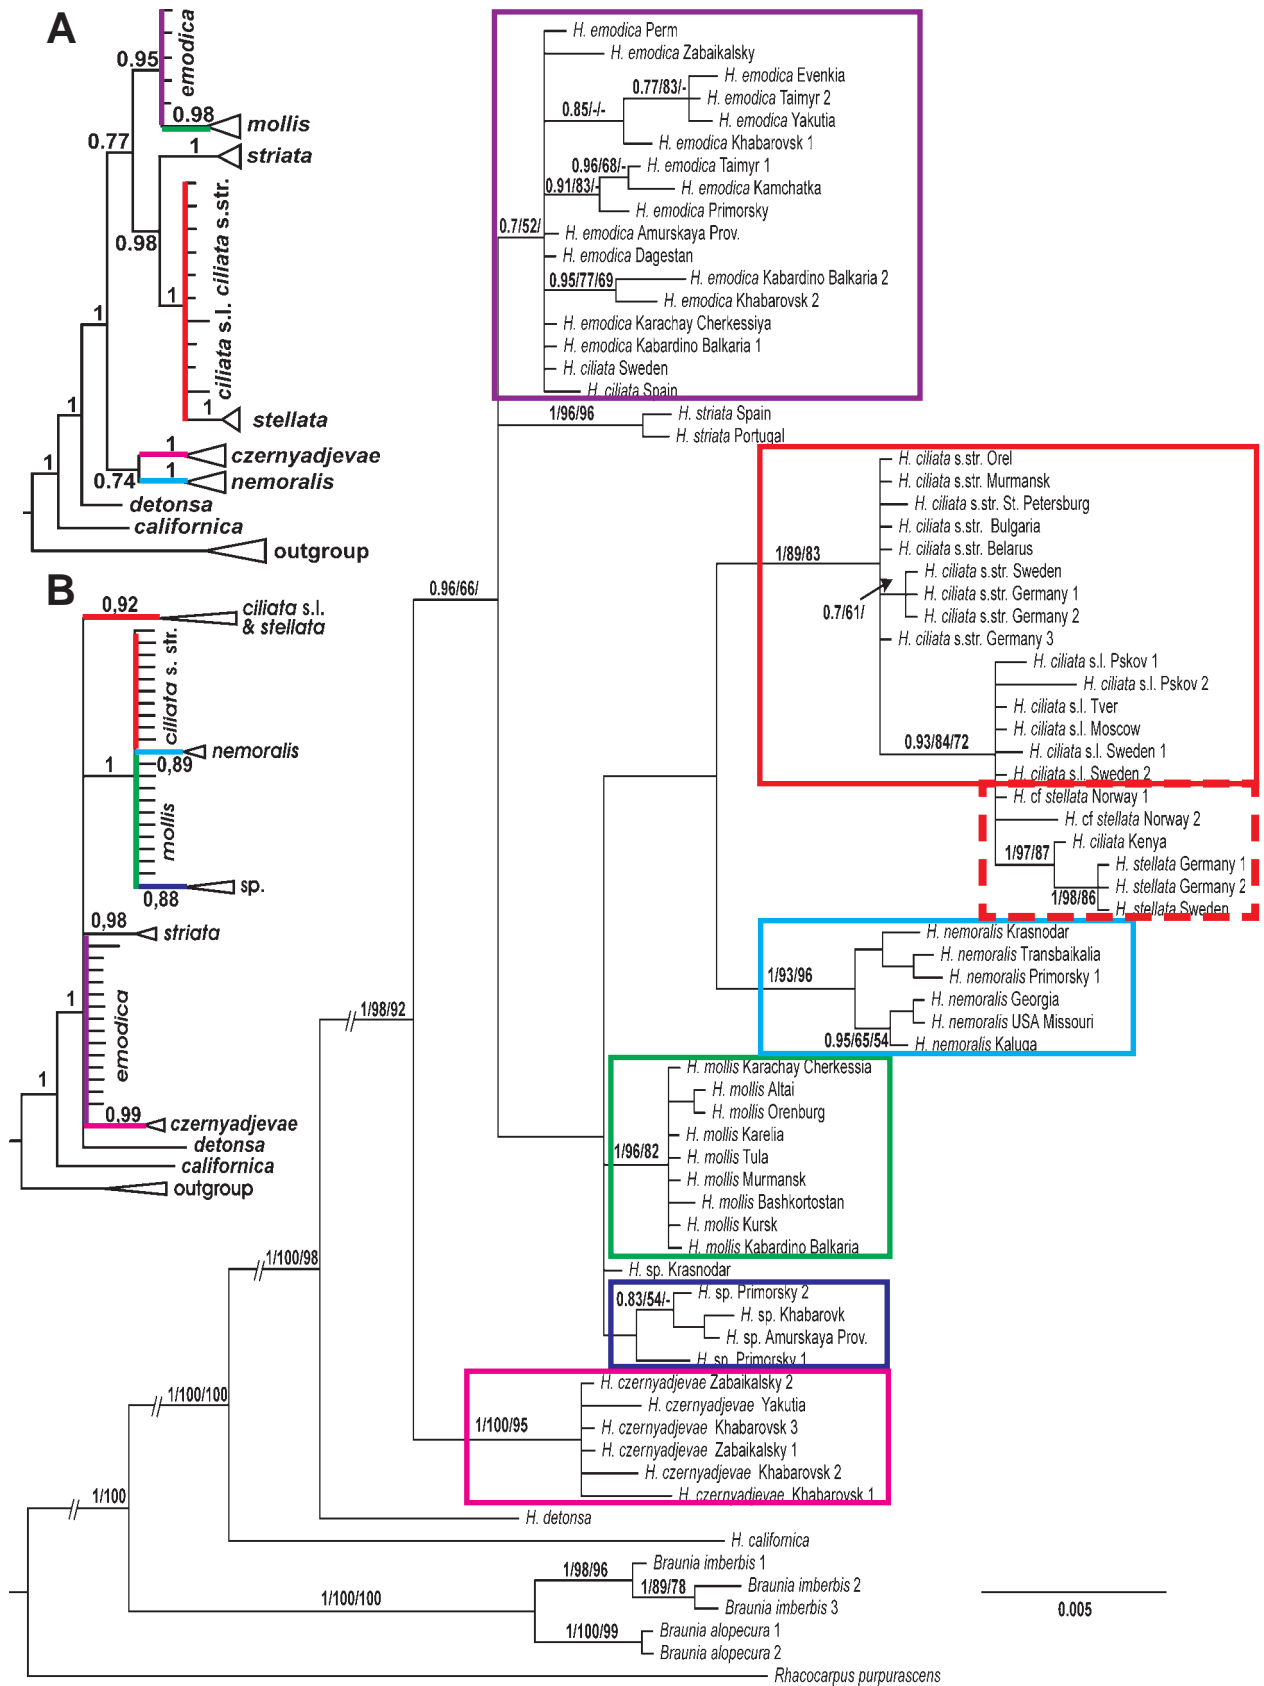 A
emodica
0.95
0.98
mollis
0.77
1
striata
ciliata s.l. ciliata s.str.
0.98
1
1
1
stellata
1
1
czernyadjevae
1
0.74
nemoralis
1
detonsa
californica
outgroup
B
0,92
ciliata s.l.
& stellata
ciliata s. str.
nemoralis
0,89
1
mollis
sp.
0,88
0,98
striata
1
emodica
1
0,99
czernyadjevae
detonsa
californica
outgroup
H. emodica Perm
H. emodica Zabaikalsky
H. emodica Evenkia
0.77/83/-
H. emodica Taimyr 2
0.85/-/-
H. emodica Yakutia
H. emodica Khabarovsk 1
0.96/68/-
H. emodica Taimyr 1
0.91/83/-
H. emodica Kamchatka
H. emodica Primorsky
0.7/52/
H. emodica Amurskaya Prov.
H. emodica Dagestan
0.95/77/69
H. emodica Kabardino Balkaria 2
H. emodica Khabarovsk 2
H. emodica Karachay Cherkessiya
H. emodica Kabardino Balkaria 1
H. ciliata Sweden
H. ciliata Spain
1/96/96
H. striata Spain
H. striata Portugal
H. ciliata s.str. Orel
H. ciliata s.str. Murmansk
H. ciliata s.str. St. Petersburg
H. ciliata s.str. Bulgaria
1/89/83
H. ciliata s.str. Belarus
H. ciliata s.str. Sweden
0.96/66/
H. ciliata s.str. Germany 1
0.7/61/
H. ciliata s.str. Germany 2
H. ciliata s.str. Germany 3
H. ciliata s.l. Pskov 1
H. ciliata s.l. Pskov 2
H. ciliata s.l. Tver
H. ciliata s.l. Moscow
0.93/84/72
H. ciliata s.l. Sweden 1
H. ciliata s.l. Sweden 2
H. cf stellata Norway 1
H. cf stellata Norway 2
H. ciliata Kenya
1/97/87
H. stellata Germany 1
H. stellata Germany 2
1/98/86
H. stellata Sweden
H. nemoralis Krasnodar
H. nemoralis Transbaikalia
1/93/96
H. nemoralis Primorsky 1
H. nemoralis Georgia
1/98/92
H. nemoralis USA Missouri
0.95/65/54
H. nemoralis Kaluga
H. mollis Karachay Cherkessia
H. mollis Altai
H. mollis Orenburg
H. mollis Karelia
1/96/82
H. mollis Tula
H. mollis Murmansk
H. mollis Bashkortostan
H. mollis Kursk
H. mollis Kabardino Balkaria
1/100/98
H. sp. Krasnodar
0.83/54/-
H. sp. Primorsky 2
H. sp. Khabarovk
H. sp. Amurskaya Prov.
H. sp. Primorsky 1
H. czernyadjevae Zabaikalsky 2
1/100/100
H. czernyadjevae Yakutia
1/100/95
H. czernyadjevae Khabarovsk 3
H. czernyadjevae Zabaikalsky 1
H. czernyadjevae Khabarovsk 2
1/100
H. czernyadjevae Khabarovsk 1
H. detonsa
H. californica
1/98/96
Braunia imberbis 1
1/89/78
Braunia imberbis 2
1/100/100
Braunia imberbis 3
0.005
1/100/99
Braunia alopecura 1
Braunia alopecura 2
Rhacocarpus purpurascens